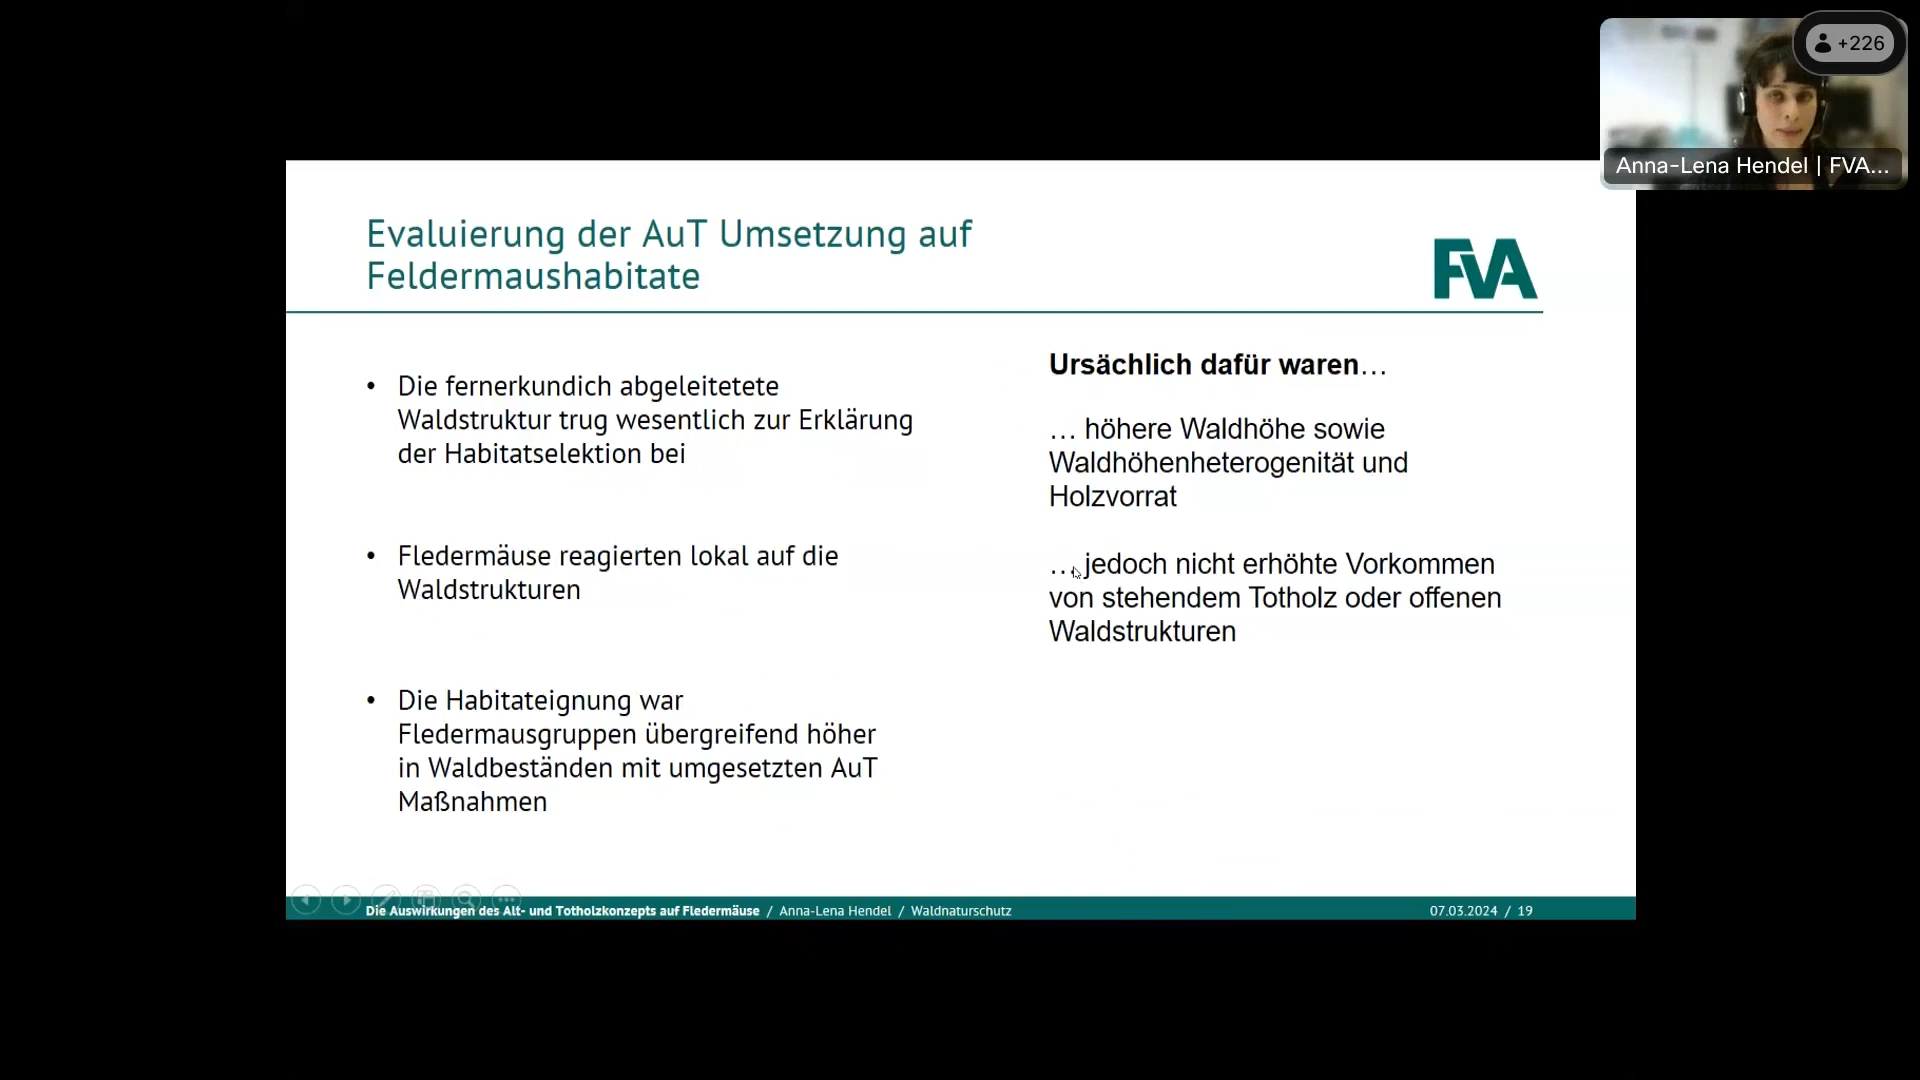 +226
Anna-Lena Hendel | FVA...
Evaluierung der AuT Umsetzung auf
Feldermaushabitate
FVA
• Die fernerkundich abgeleitetete
Waldstruktur trug wesentlich zur Erklärung
der Habitatselektion bei
• Fledermäuse reagierten lokal auf die
Waldstrukturen
• Die Habitateignung war
Fledermausgruppen übergreifend höher
in Waldbeständen mit umgesetzten AuT
Maßnahmen
Ursächlich dafür waren…
… höhere Waldhöhe sowie
Waldhöhenheterogenität und
Holzvorrat
… jedoch nicht erhöhte Vorkommen
von stehendem Totholz oder offenen
Waldstrukturen
Die Auswirkungen des Alt- und Totholzkonzepts auf Fledermäuse / Anna-Lena Hendel / Waldnaturschutz
07.03.2024 / 19